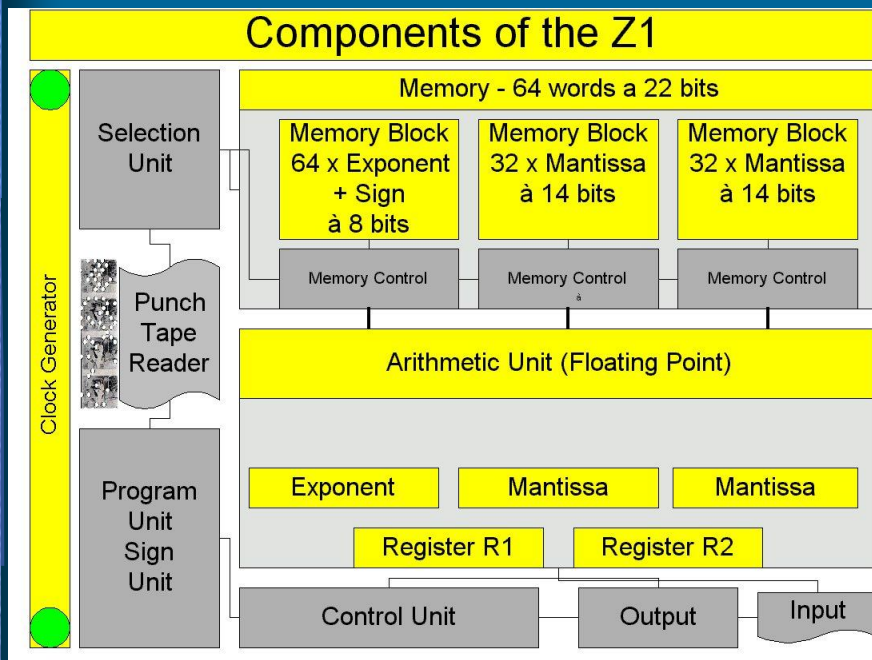 Components of the Z1
Memory - 64 words a 22 bits
Selection
Unit
Memory Block
64 x Exponent
+ Sign
à 8 bits
Memory Block
32 x Mantissa
à 14 bits
Memory Block
32 x Mantissa
à 14 bits
Memory Control
Memory Control
à
Memory Control
Clock Generator
Punch
Tape
Reader
Arithmetic Unit (Floating Point)
Program
Unit
Sign
Unit
Exponent
Mantissa
Mantissa
Register R1
Register R2
Control Unit
Output
Input